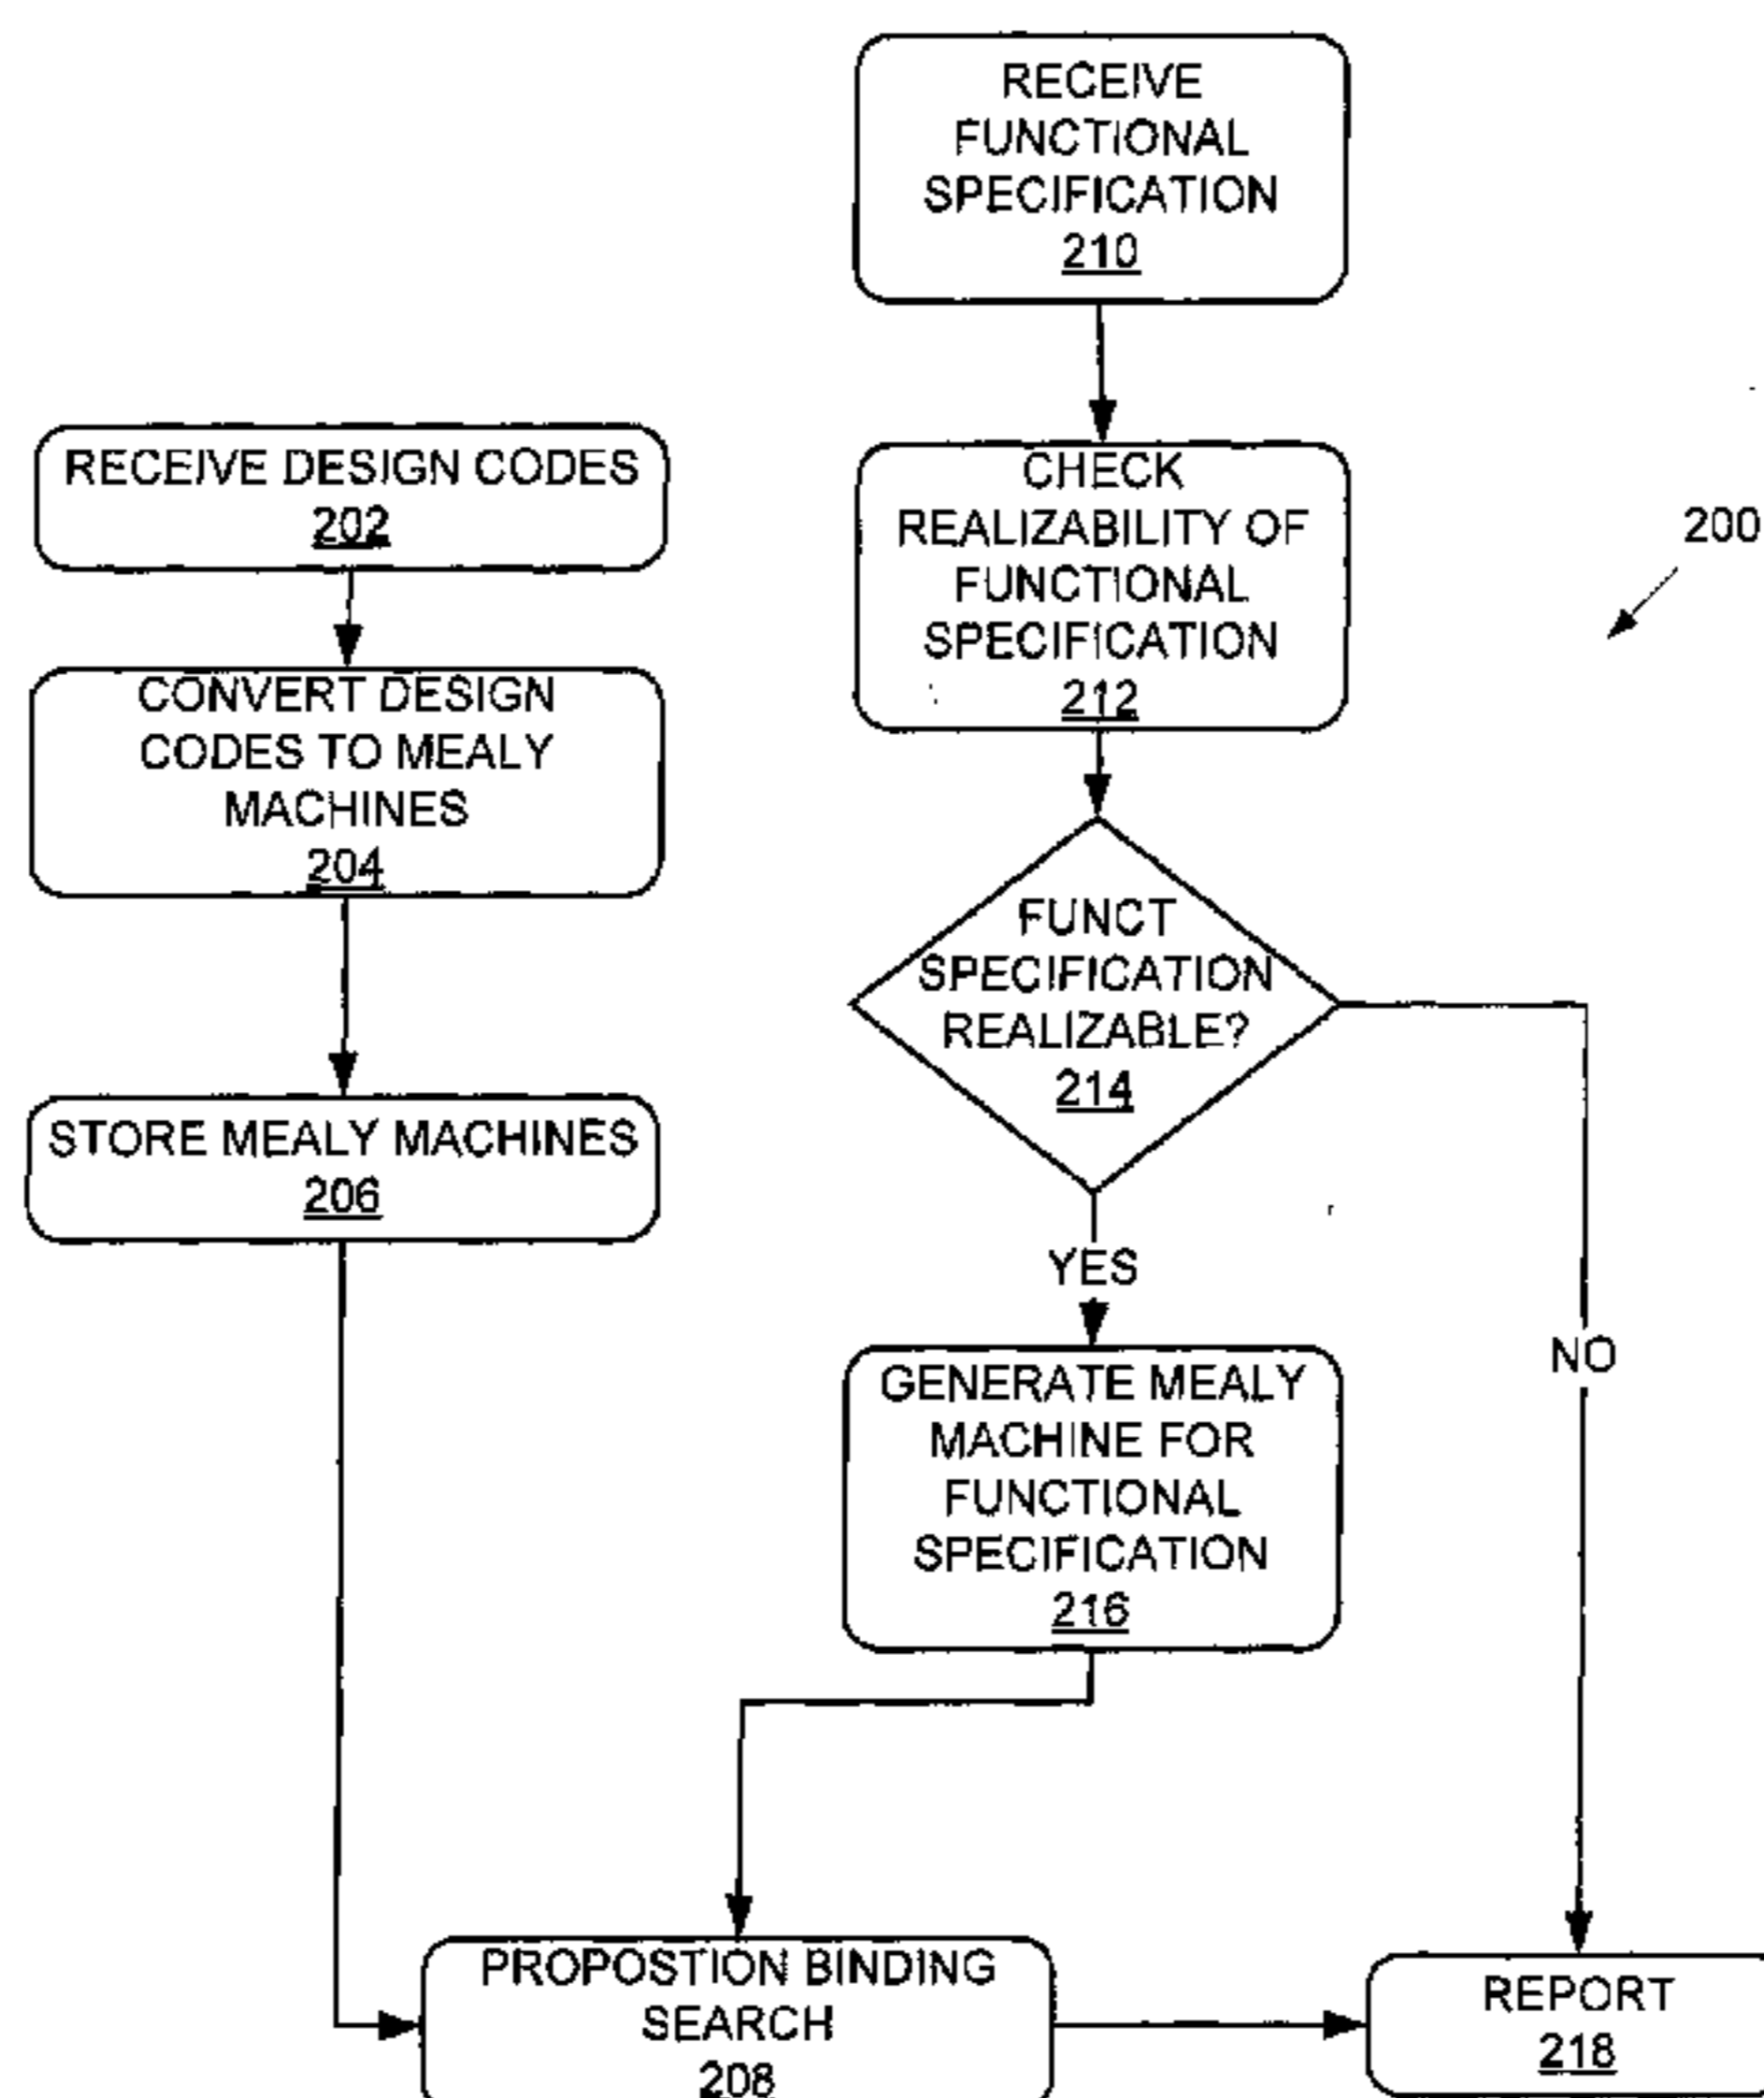 RECEIVE
FUNCTIONAL
SPECIFICATION
210
RECEIVE DESIGN CODES
202
CHECK
REALIZABILITY OF
FUNCTIONAL
SPECIFICATION
212
200
CONVERT DESIGN
CODES TO MEALY
MACHINES
204
FUNCT
SPECIFICATION
REALIZABLE?
214
STORE MEALY MACHINES
206
YES
NO
GENERATE MEALY
MACHINE FOR
FUNCTIONAL
SPECIFICATION
216
PROPOSTION BINDING
SEARCH
208
REPORT
218